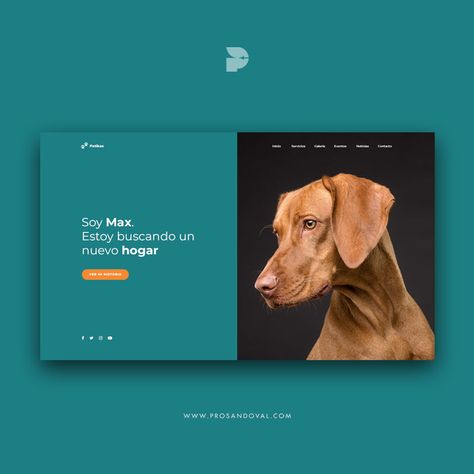 Patikas
Inicio Servicios Galería Eventos Noticias Contacto
Soy Max.
Estoy buscando un
nuevo hogar
VER MI HISTORIA
WWW.PROSANDOVAL.COM